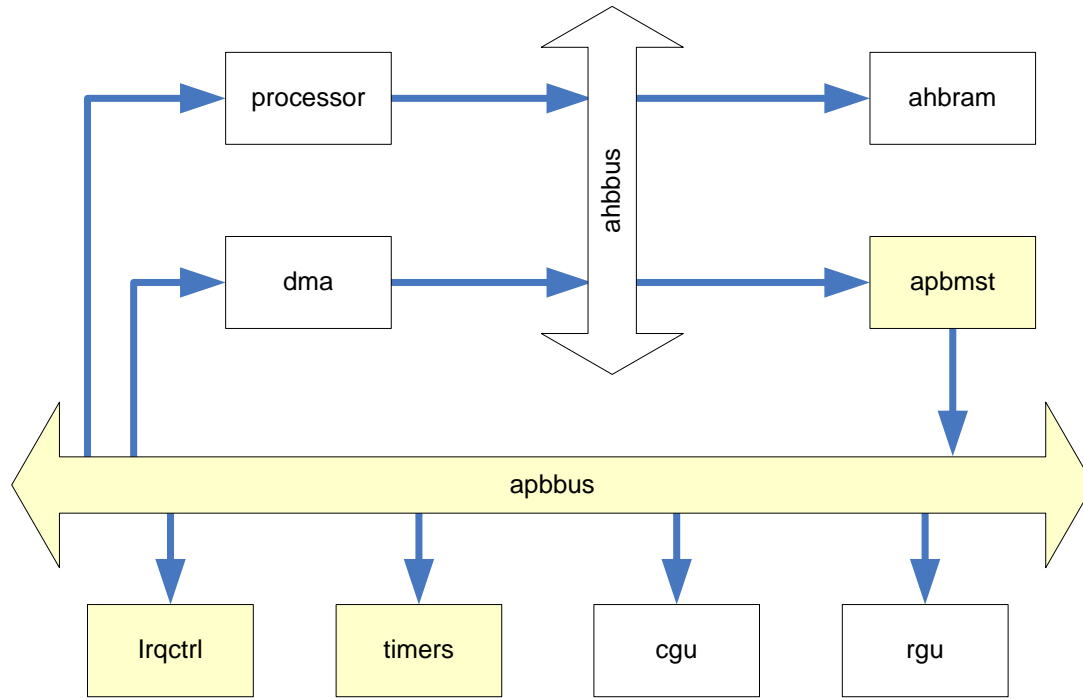 processor
ahbram
ahbbus
dma
apbmst
apbbus
Irqctrl
timers
cgu
rgu